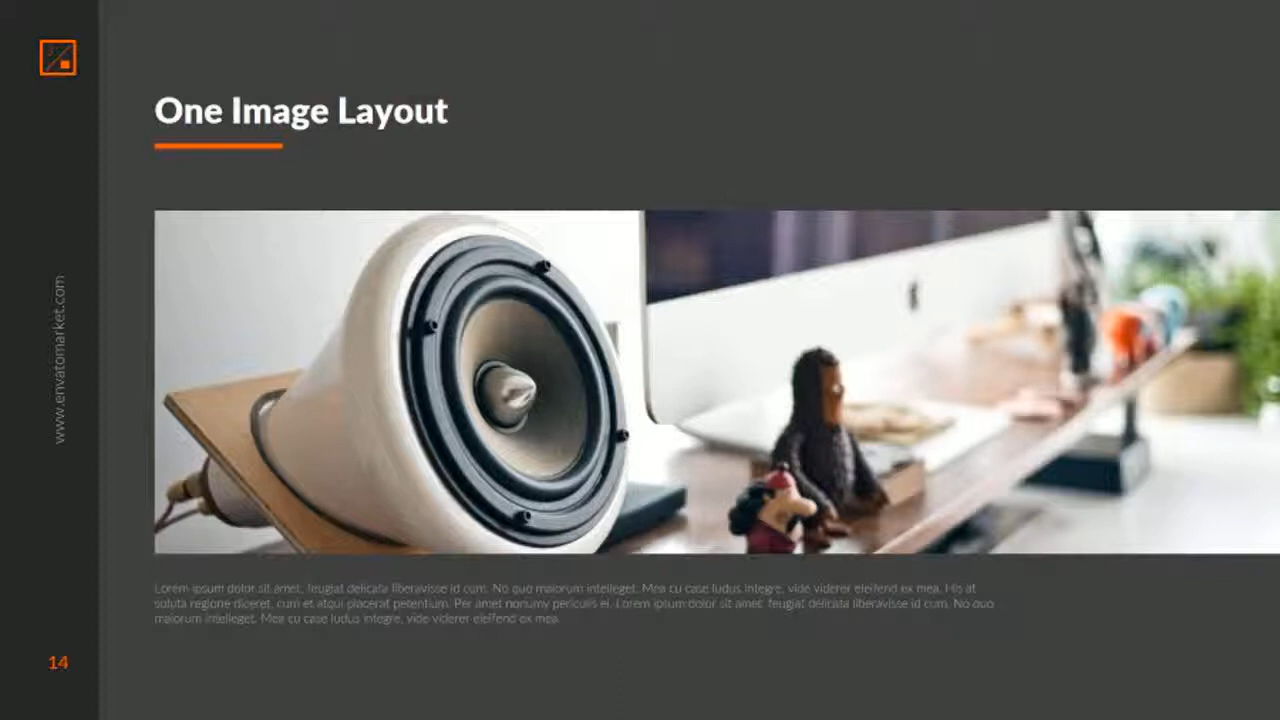 One Image Layout
www.envatomarket.com
Lorem ipsum dolor sit amet, feugiat delicata liberavisse id cum. No quo maiorum intelleget. Mea cu case ludus integre, vide viderer eleifend ex mea. His at
soluta regione diceret, cum et atqui placerat petentium. Per amet nonumy periculis ei. Lorem ipsum dolor sit amet, feugiat delicata liberavisse id cum. No quo
maiorum intelleget. Mea cu case ludus integre, vide viderer eleifend ex mea.
14